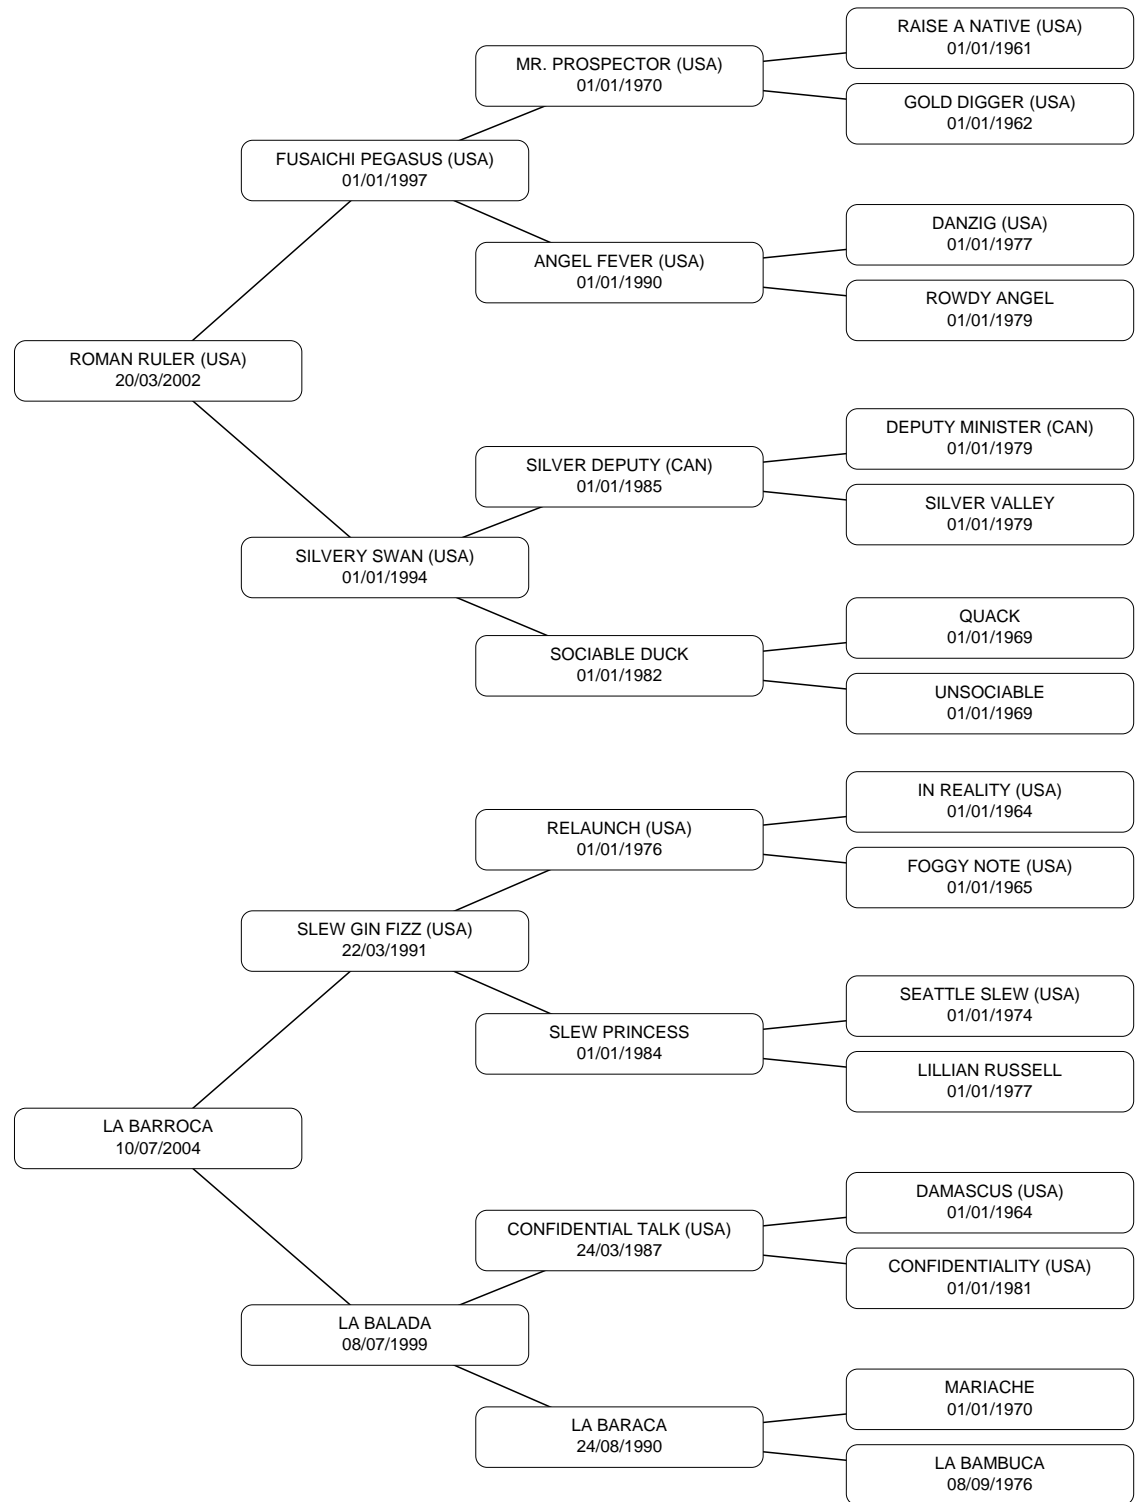 RAISE A NATIVE (USA)
01/01/1961
MR. PROSPECTOR (USA)
01/01/1970
GOLD DIGGER (USA)
01/01/1962
FUSAICHI PEGASUS (USA)
01/01/1997
DANZIG (USA)
01/01/1977
ANGEL FEVER (USA)
01/01/1990
ROWDY ANGEL
01/01/1979
ROMAN RULER (USA)
20/03/2002
DEPUTY MINISTER (CAN)
01/01/1979
SILVER DEPUTY (CAN)
01/01/1985
SILVER VALLEY
01/01/1979
SILVERY SWAN (USA)
01/01/1994
QUACK
01/01/1969
SOCIABLE DUCK
01/01/1982
UNSOCIABLE
01/01/1969
IN REALITY (USA)
01/01/1964
RELAUNCH (USA)
01/01/1976
FOGGY NOTE (USA)
01/01/1965
SLEW GIN FIZZ (USA)
22/03/1991
SEATTLE SLEW (USA)
01/01/1974
SLEW PRINCESS
01/01/1984
LILLIAN RUSSELL
01/01/1977
LA BARROCA
10/07/2004
DAMASCUS (USA)
01/01/1964
CONFIDENTIAL TALK (USA)
24/03/1987
CONFIDENTIALITY (USA)
01/01/1981
LA BALADA
08/07/1999
MARIACHE
01/01/1970
LA BARACA
24/08/1990
LA BAMBUCA
08/09/1976